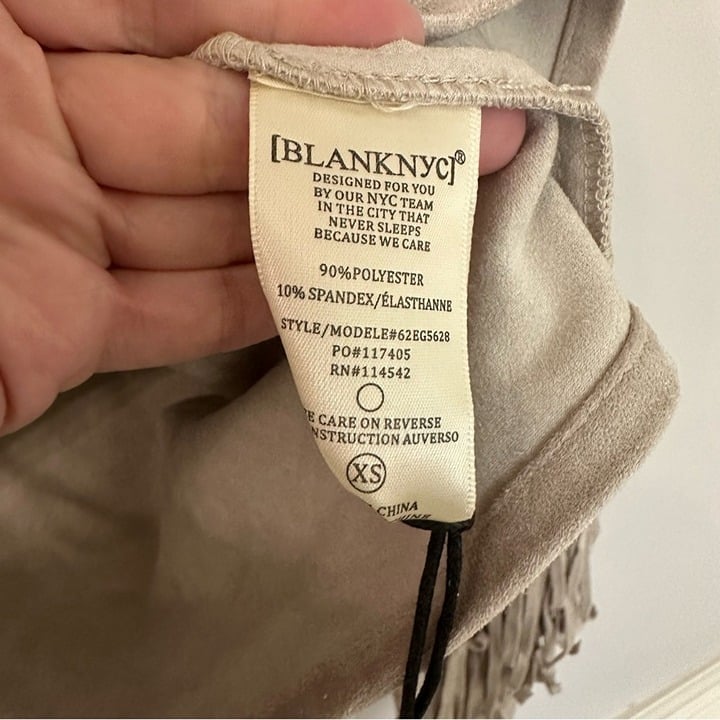 [BLANKNYC]®
DESIGNED FOR YOU
BY OUR NYC TEAM
IN THE CITY THAT
NEVER SLEEPS
BECAUSE WE CARE
90%POLYESTER
10% SPANDEX/ÉLASTHANNE
STYLE/MODELE#62EG5628
PO#117405
RN#114542
CARE ON REVERSE
AUVERSO
XS
CHINA